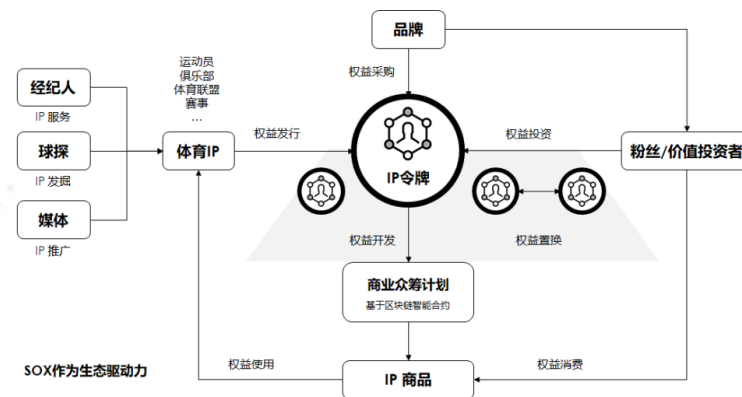 品牌
运动员
俱乐部
体育联盟
赛事
...
权益采购
经纪人
IP 服务
球探
IP 发掘
媒体
IP 推广
体育IP
权益发行
IP令牌
权益投资
粉丝/价值投资者
权益开发
权益置换
商业众筹计划
基于区块链智能合约
SOX作为生态驱动力
权益使用
IP 商品
权益消费